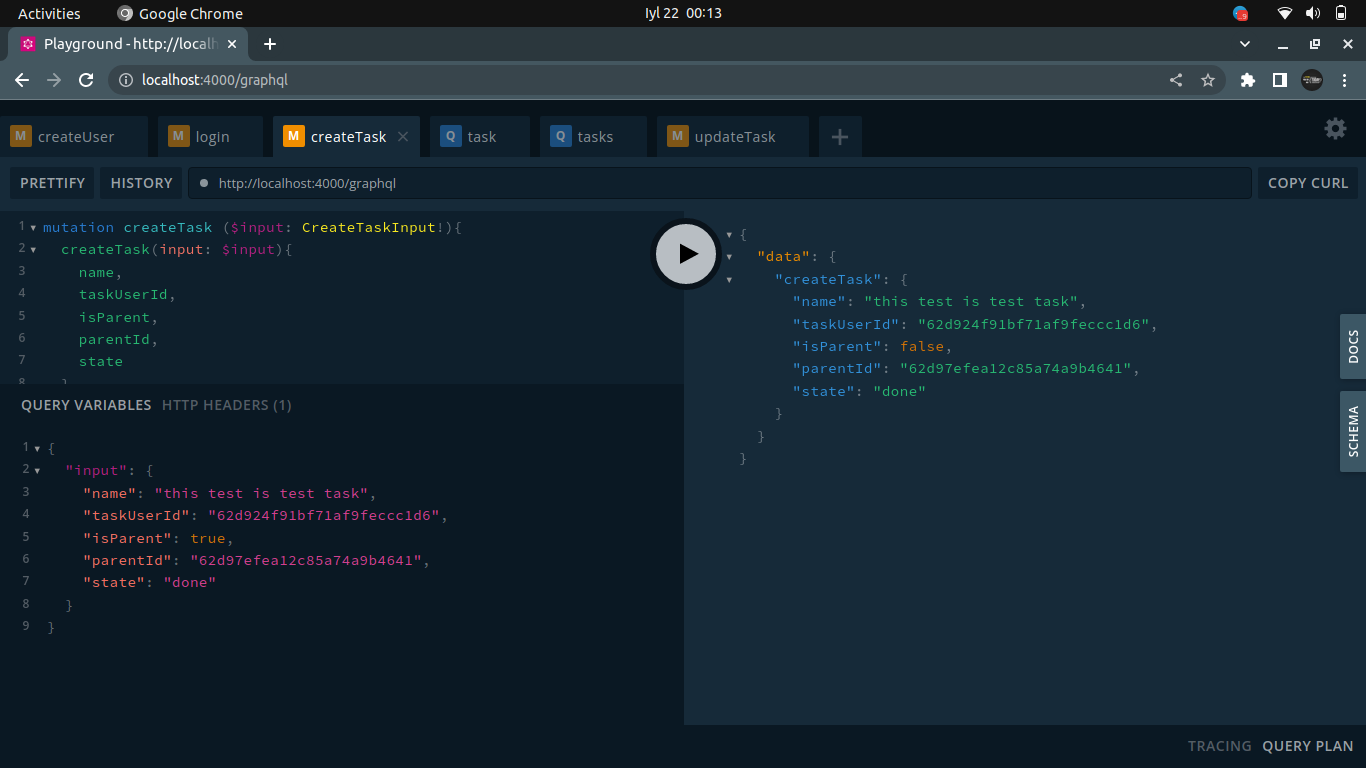 Activities Google Chrome Iyl 22 00:13 9
Playground - http://localh
localhost:4000/graphql
M createUser M login M createTask Q task Q tasks M updateTask
PRETTIFY HISTORY http://localhost:4000/graphql COPY CURL
1 mutation createTask ($input: CreateTaskInput!){
2 createTask(input: $input){
3 name,
4 taskUserId,
5 isParent,
6 parentId,
7 state
8 }
QUERY VARIABLES HTTP HEADERS (1)
1 {
2 "input": {
3 "name": "this test is test task",
4 "taskUserId": "62d924f91bf71af9feccc1d6",
5 "isParent": true,
6 "parentId": "62d97efea12c85a74a9b4641",
7 "state": "done"
8 }
9 }
{
"data": {
"createTask": {
"name": "this test is test task",
"taskUserId": "62d924f91bf71af9feccc1d6",
"isParent": false,
"parentId": "62d97efea12c85a74a9b4641",
"state": "done"
}
}
}
DOCS
SCHEMA
TRACING QUERY PLAN